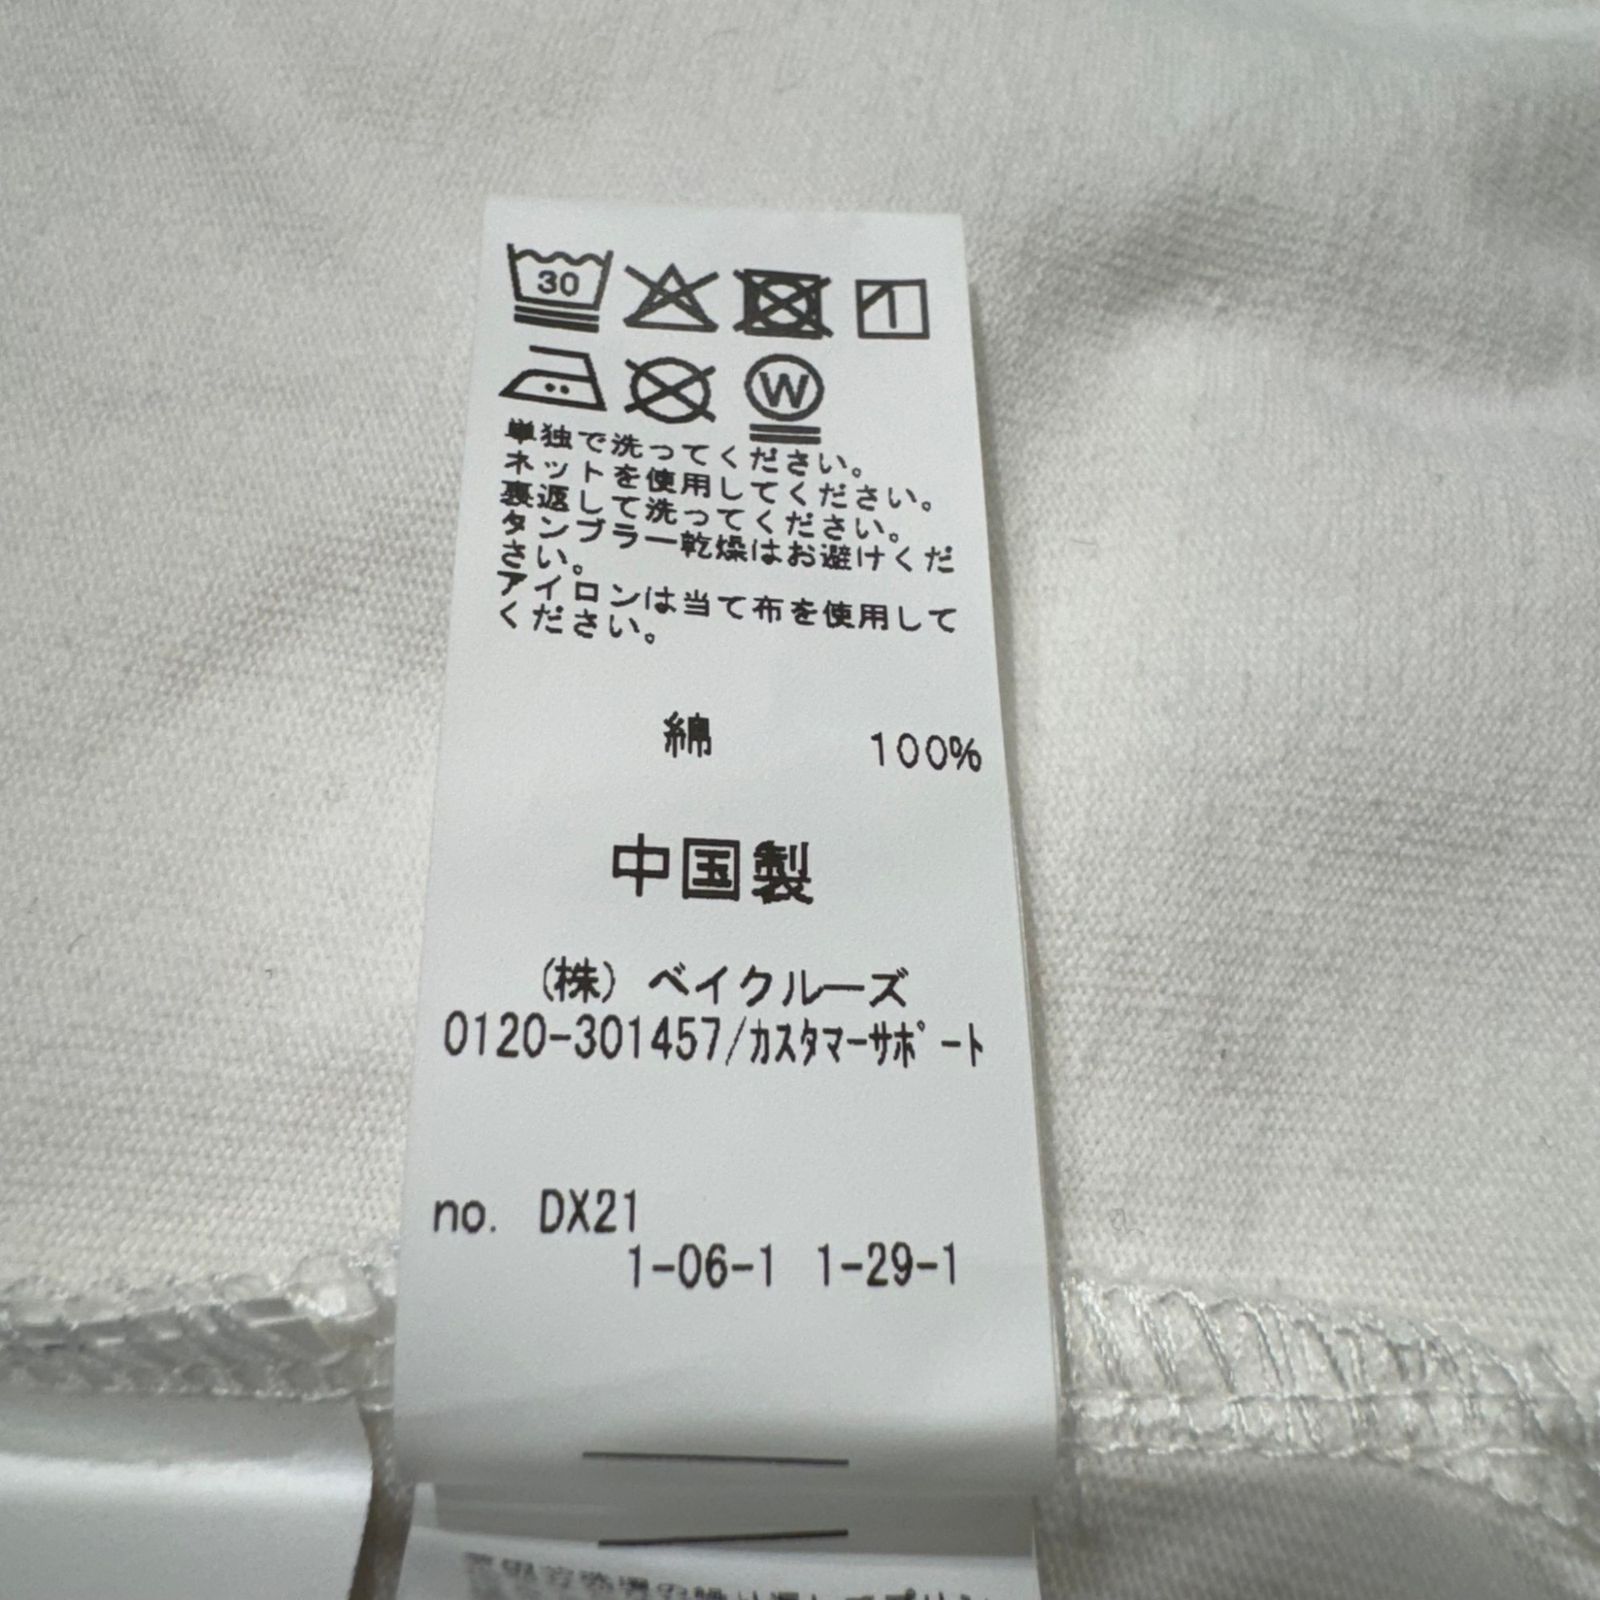 30
W
単独で洗ってください。
ネットを使用してください。
裏返して洗ってください。
タンブラー乾燥はお避けくだ
さい。
アイロンは当て布を使用して
ください。
綿 100%
中国製
(株) ベイクルーズ
0120-301457/カスタマーサポート
no. DX21
1-06-1 1-29-1